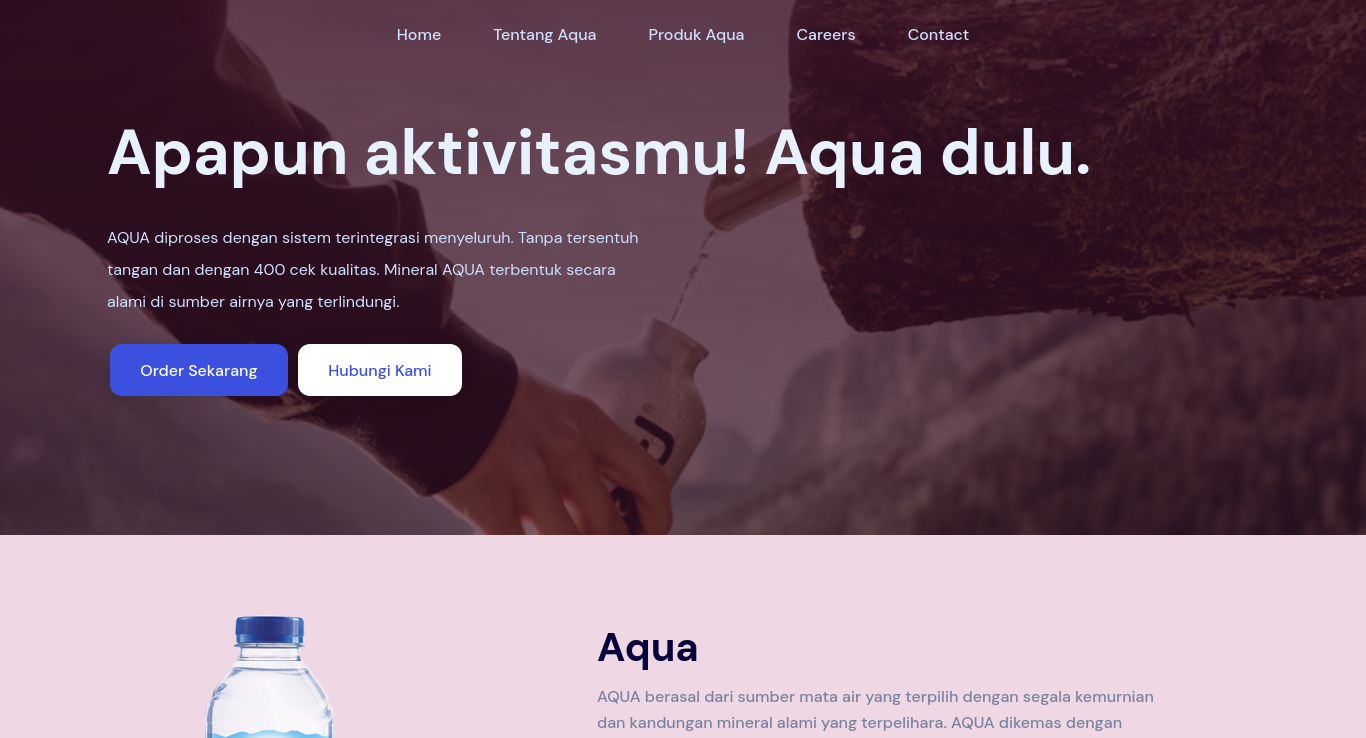 Home
Tentang Aqua
Produk Aqua
Careers
Contact
Apapun aktivitasmu! Aqua dulu.
AQUA diproses dengan sistem terintegrasi menyeluruh. Tanpa tersentuh
tangan dan dengan 400 cek kualitas. Mineral AQUA terbentuk secara
alami di sumber airnya yang terlindungi.
Order Sekarang
Hubungi Kami
Aqua
AQUA berasal dari sumber mata air yang terpilih dengan segala kemurnian
dan kandungan mineral alami yang terpelihara. AQUA dikemas dengan